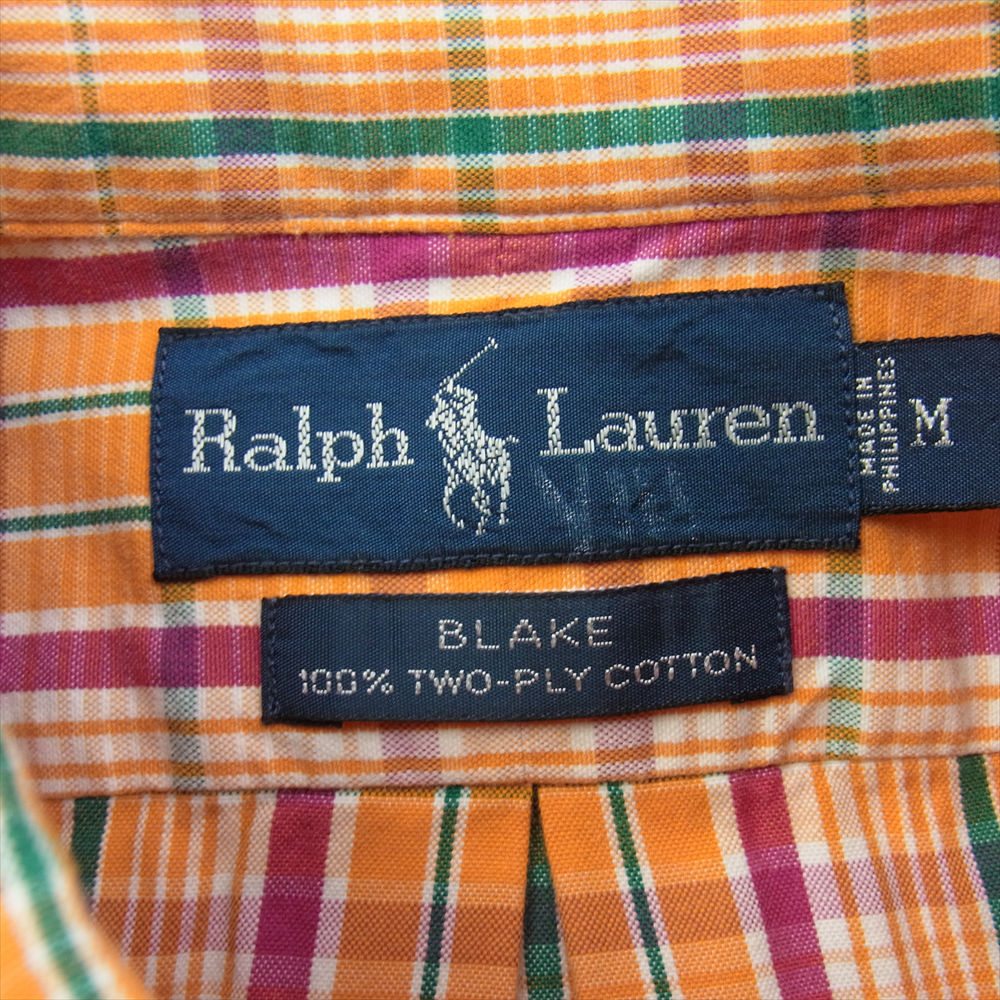 Ralph Lauren
MADE IN
PHILIPPINES
M
BLAKE
100% TWO-PLY COTTON